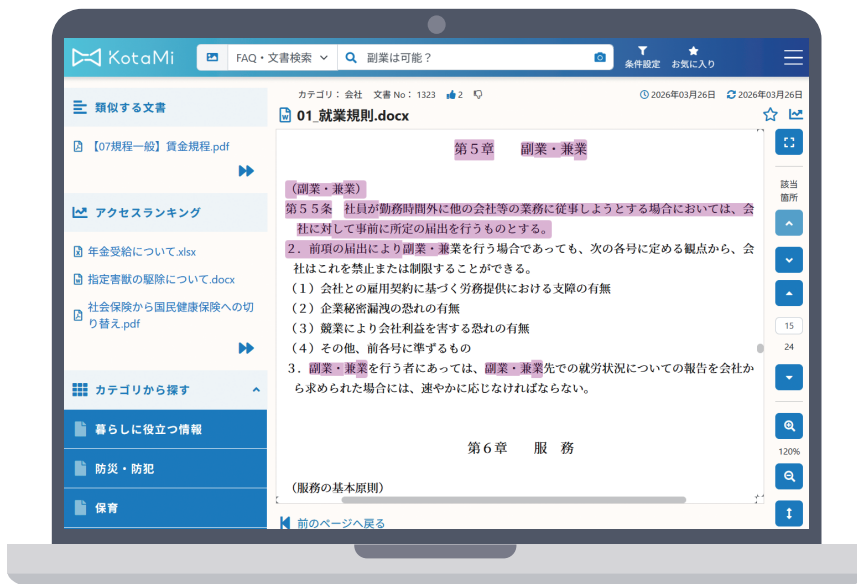 KotaMi
FAQ・文書検索
副業は可能？
条件設定
お気に入り
類似する文書
【07規程一般】賃金規程.pdf
アクセスランキング
年金受給について.xlsx
指定害獣の駆除について.docx
社会保険から国民健康保険への切
り替え.pdf
カテゴリから探す
暮らしに役立つ情報
防災・防犯
保育
カテゴリ： 会社 文書 No： 1323 2
2026年03月26日 2026年03月26日
01_就業規則.docx
第５章 副業・兼業
（副業・兼業）
第５５条 社員が勤務時間外に他の会社等の業務に従事しようとする場合においては、会
社に対して事前に所定の届出を行うものとする。
２．前項の届出により副業・兼業を行う場合であっても、次の各号に定める観点から、会
社はこれを禁止または制限することができる。
（１）会社との雇用契約に基づく労務提供における支障の有無
（２）企業秘密漏洩の恐れの有無
（３）競業により会社利益を害する恐れの有無
（４）その他、前各号に準ずるもの
３．副業・兼業を行う者にあっては、副業・兼業先での就労状況についての報告を会社か
ら求められた場合には、速やかに応じなければならない。
第６章 服 務
（服務の基本原則）
前のページへ戻る
該当
箇所
15
24
120%